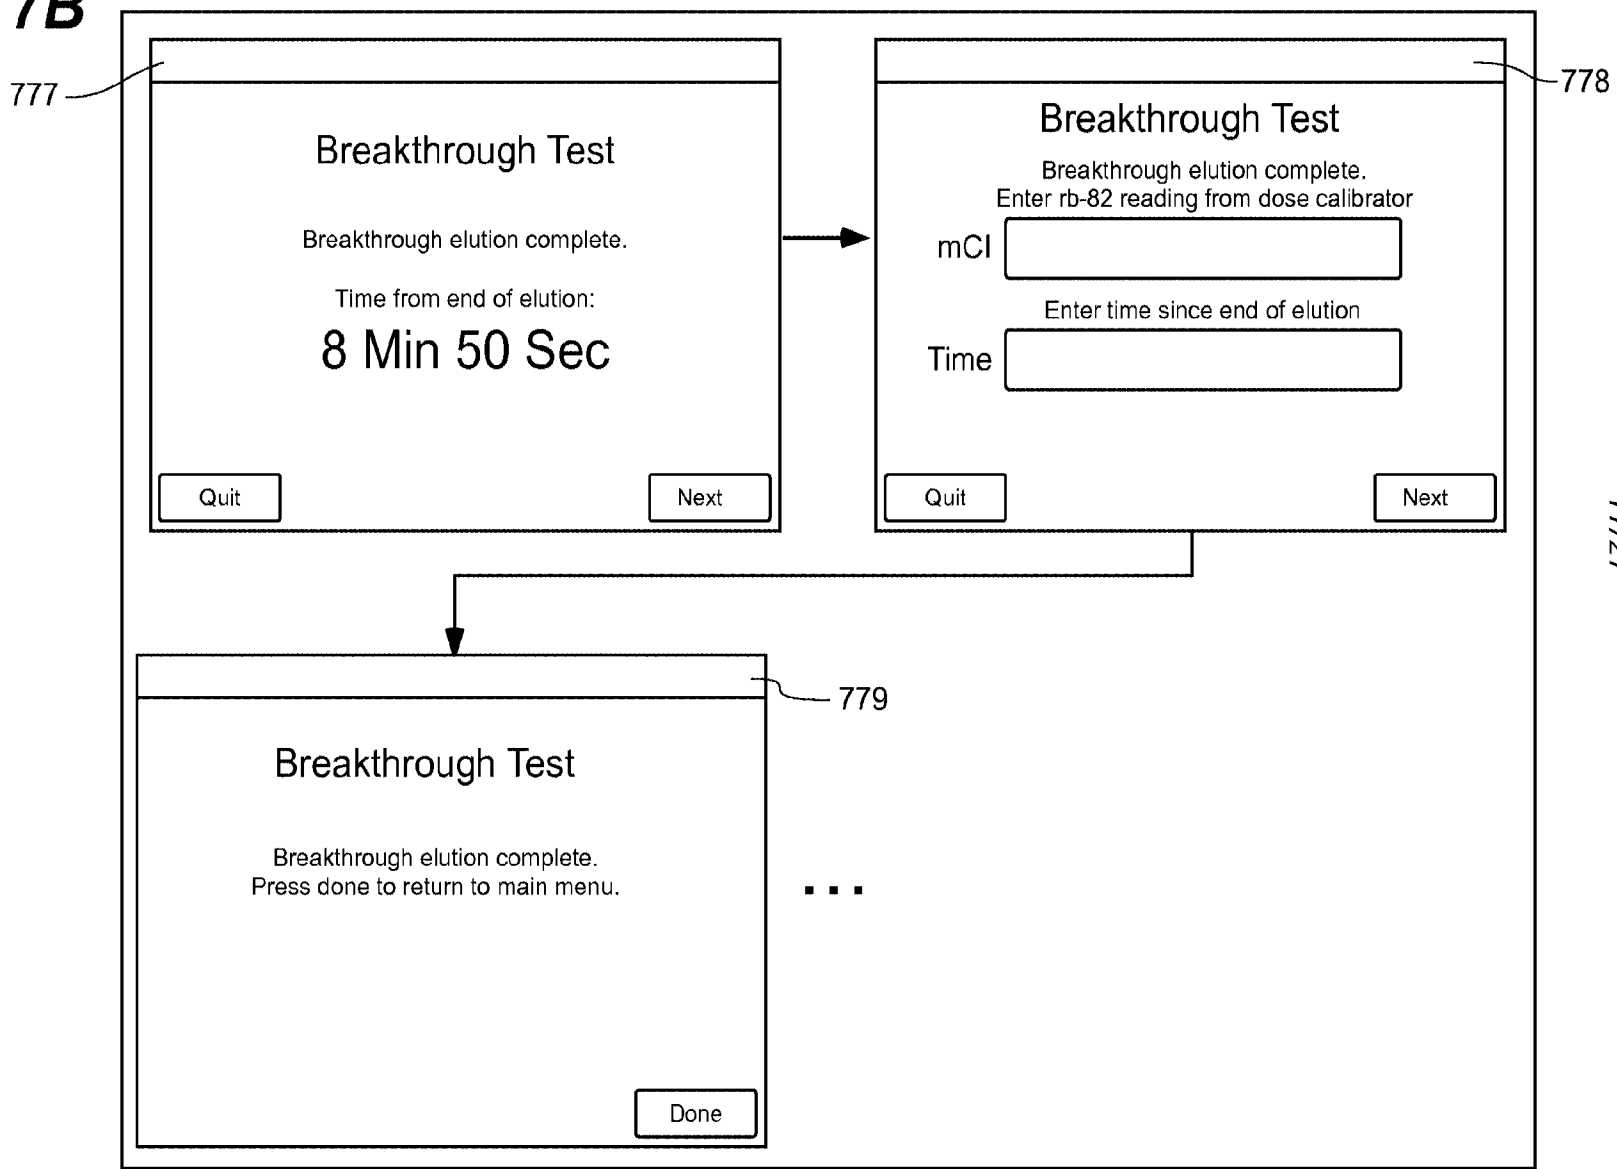 7B
777
Breakthrough Test
Breakthrough elution complete.
Time from end of elution:
8 Min 50 Sec
Quit
Next
778
Breakthrough Test
Breakthrough elution complete.
Enter rb-82 reading from dose calibrator
mCI
Enter time since end of elution
Time
Quit
Next
779
Breakthrough Test
Breakthrough elution complete.
Press done to return to main menu.
...
Done